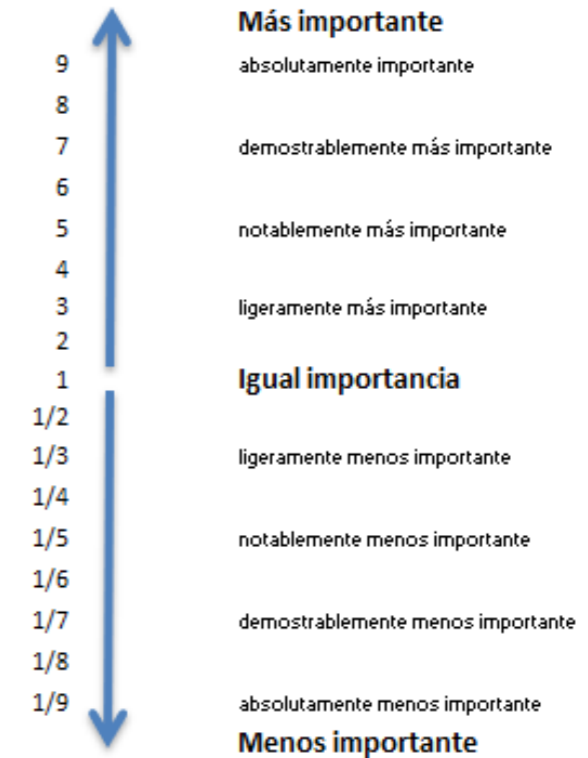 Más importante
9 absolutamente importante
8
7 demostrablemente más importante
6
5 notablemente más importante
4
3 ligeramente más importante
2
1 Igual importancia
1/2
1/3 ligeramente menos importante
1/4
1/5 notablemente menos importante
1/6
1/7 demostrablemente menos importante
1/8
1/9 absolutamente menos importante
Menos importante